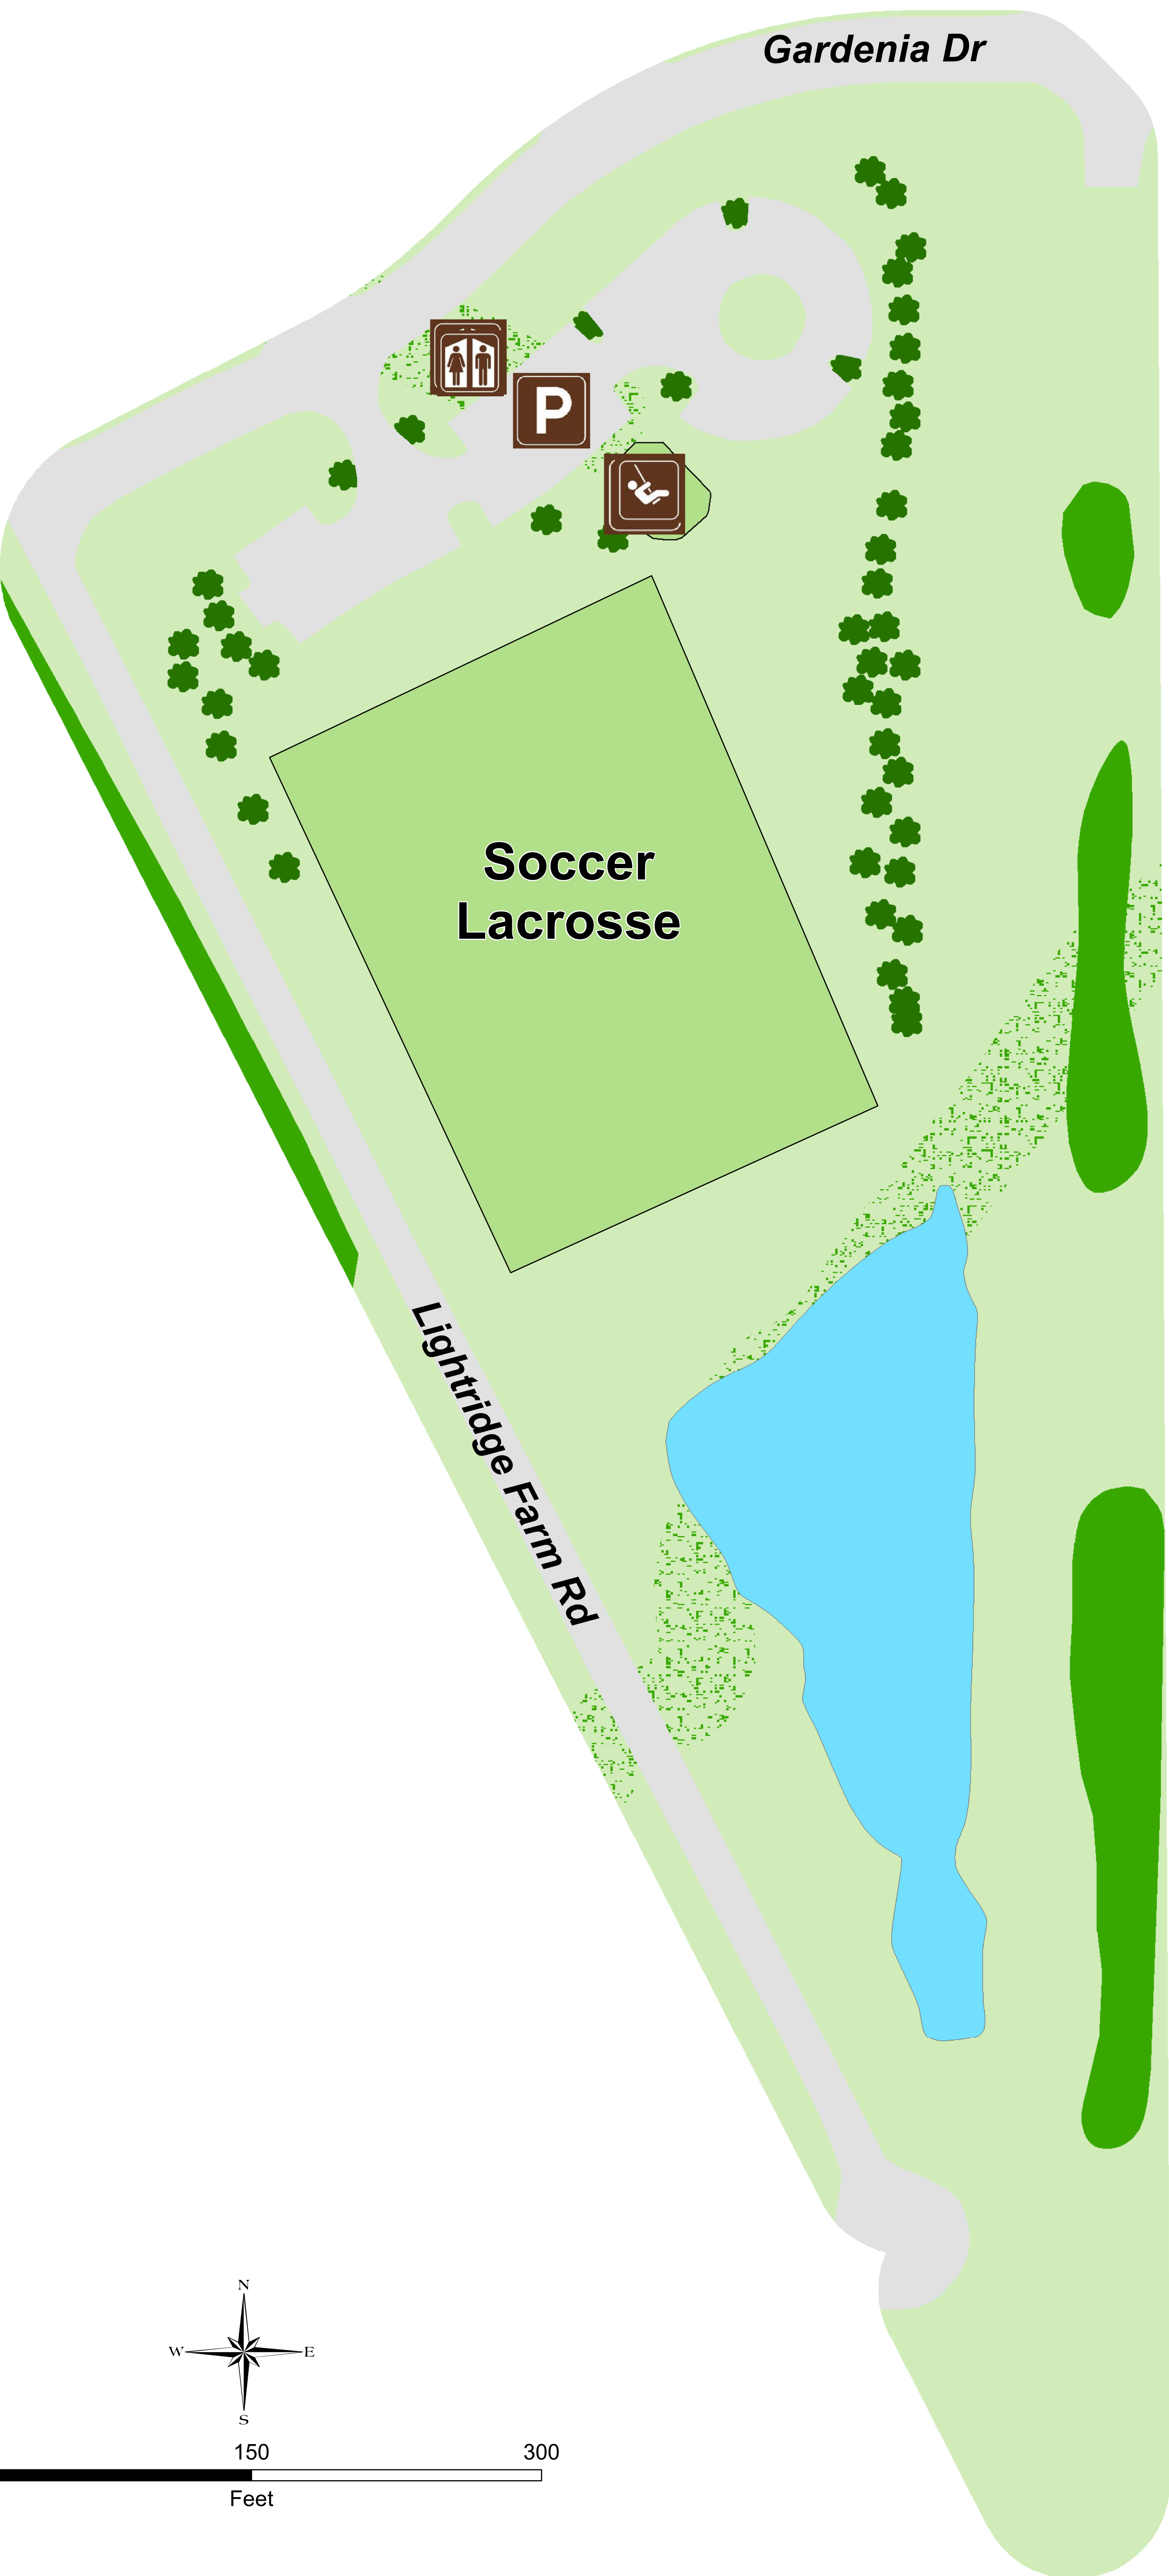 Gardenia Dr
P
Soccer
Lacrosse
Lightridge Farm Rd
N
W E
S
150 300
Feet